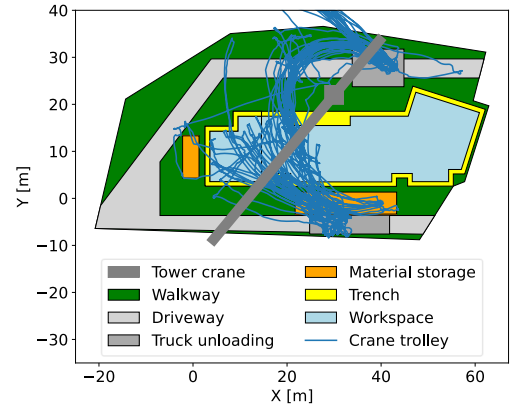 40
30
20
10
0
−10
−20
−30
Y [m]
Tower crane
Walkway
Driveway
Truck unloading
Material storage
Trench
Workspace
Crane trolley
−20
0
20
40
60
X [m]